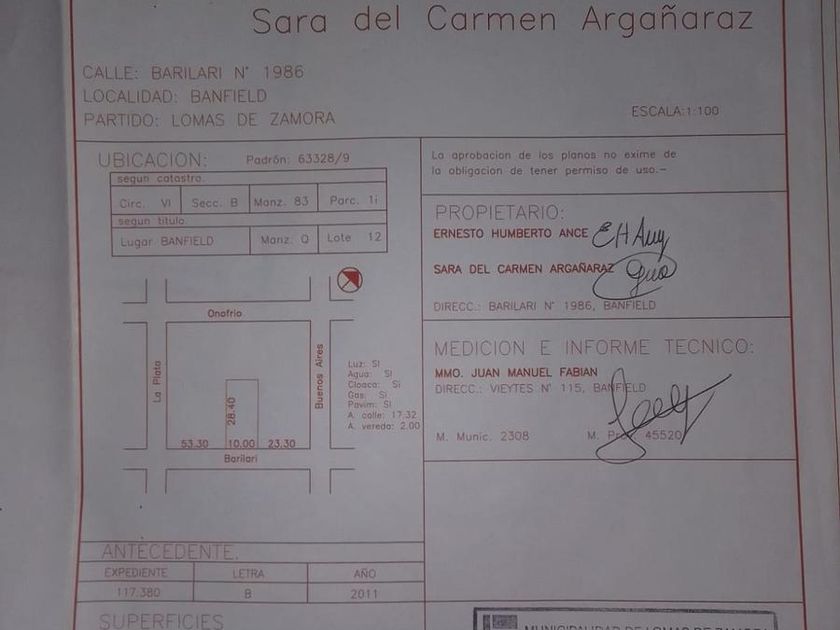 Sara del Carmen Argañaraz
CALLE: BARILARI N° 1986
LOCALIDAD: BANFIELD
PARTIDO: LOMAS DE ZAMORA
ESCALA:1:100
UBICACION: Padrón: 63328/9
segun catastro.
Circ. VI Secc. B Manz. 83 Parc. 1i
segun titulo.
Lugar BANFIELD Manz. Q Lote 12
Onofrio
La Plata
Buenos Aires
28.40
53.30 10.00 23.30
Barilari
Luz: SI
Agua: SI
Cloaca: Si
Gas: Si
Pavim: SI
A. calle: 17.32
A. vereda: 2.00
La aprobacion de los planos no exime de
la obligacion de tener permiso de uso.-
PROPIETARIO:
ERNESTO HUMBERTO ANCE
SARA DEL CARMEN ARGAÑARAZ
DIRECC.: BARILARI N° 1986, BANFIELD
MEDICION E INFORME TECNICO:
MMO. JUAN MANUEL FABIAN
DIRECC.: VIEYTES N° 115, BANFIELD
M. Munic. 2308 M. 45520
ANTECEDENTE.
EXPEDIENTE LETRA AÑO
117.380 B 2011
SUPERFICIES
MUNICIPALIDAD DE LOMAS DE ZAMORA